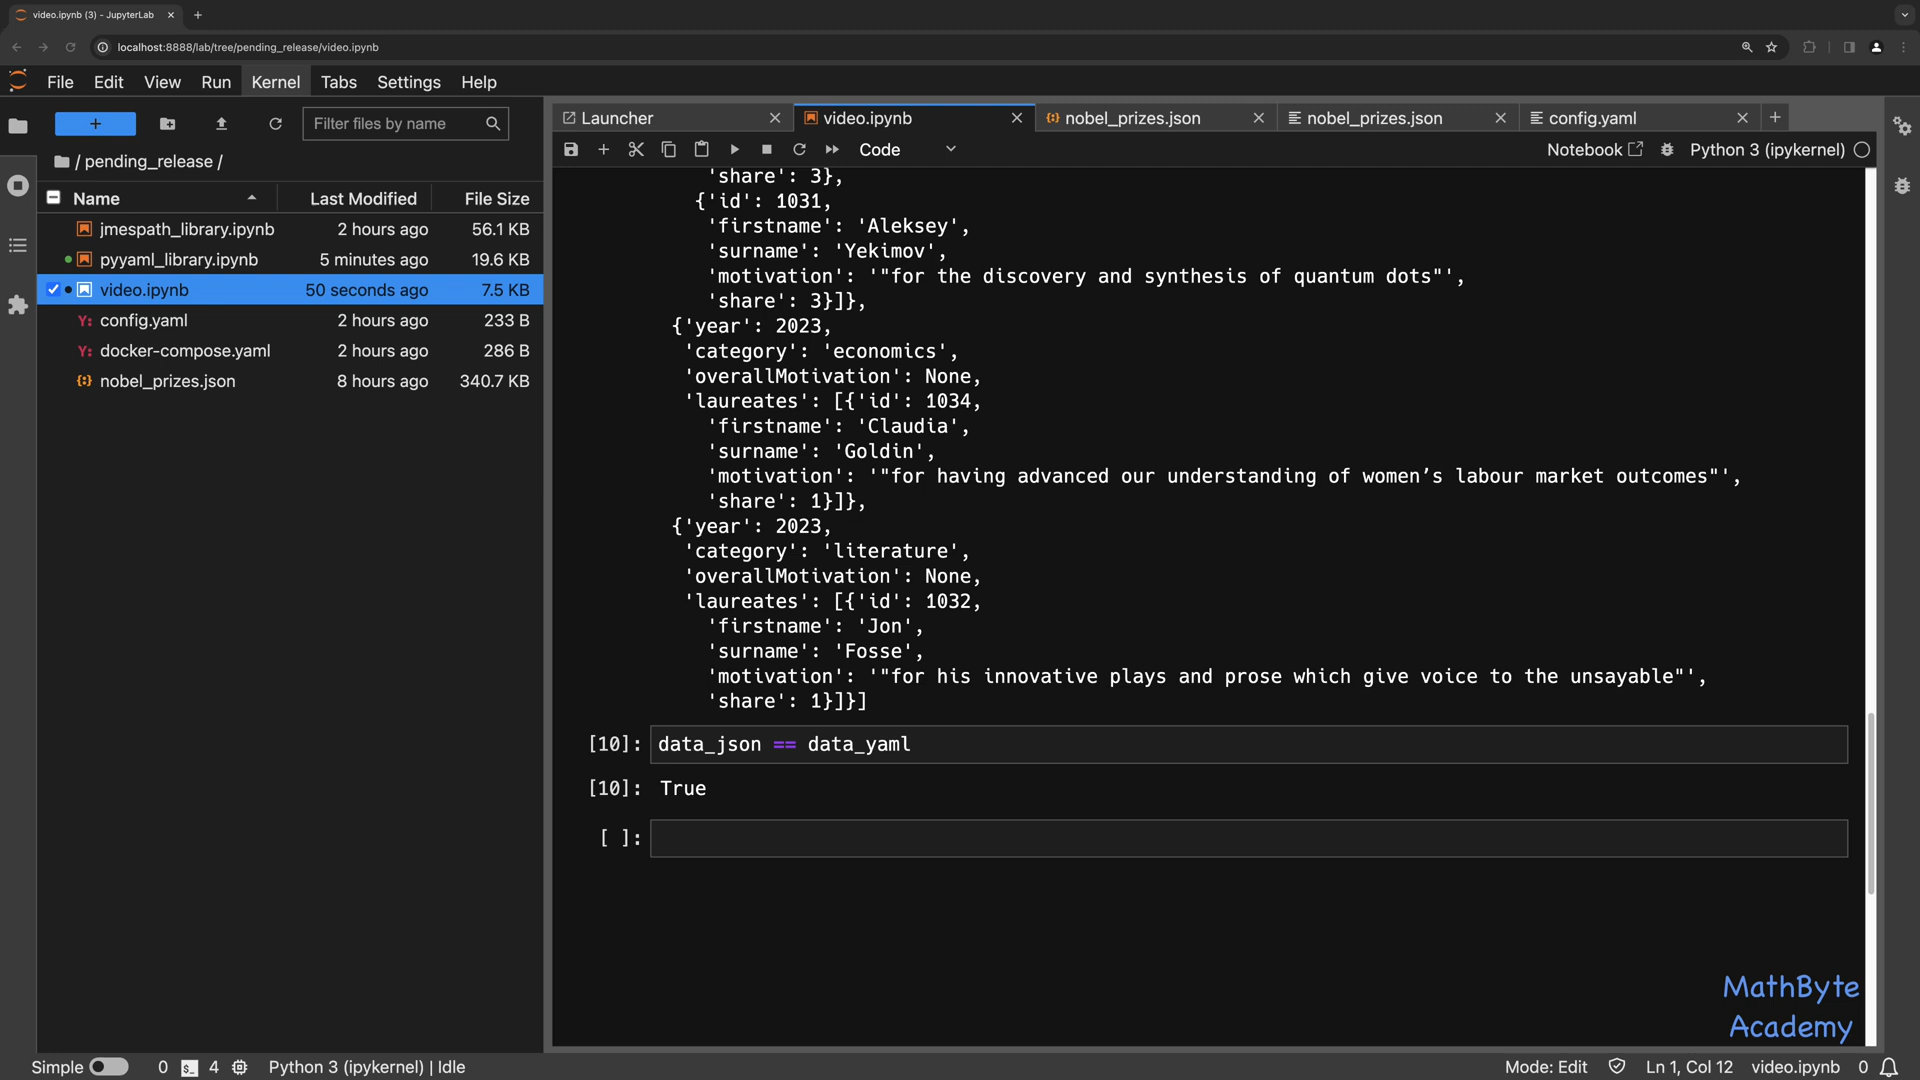 video.ipynb (3) - JupyterLab
localhost:8888/lab/tree/pending_release/video.ipynb
File Edit View Run Kernel Tabs Settings Help
Filter files by name
/ pending_release /
Name Last Modified File Size
jmespath_library.ipynb 2 hours ago 56.1 KB
pyyaml_library.ipynb 5 minutes ago 19.6 KB
video.ipynb 50 seconds ago 7.5 KB
Y: config.yaml 2 hours ago 233 B
Y: docker-compose.yaml 2 hours ago 286 B
{:} nobel_prizes.json 8 hours ago 340.7 KB
Launcher video.ipynb {:} nobel_prizes.json nobel_prizes.json config.yaml
Code Notebook Python 3 (ipykernel)
'share': 3},
{'id': 1031,
'firstname': 'Aleksey',
'surname': 'Yekimov',
'motivation': '"for the discovery and synthesis of quantum dots"',
'share': 3}]},
{'year': 2023,
'category': 'economics',
'overallMotivation': None,
'laureates': [{'id': 1034,
'firstname': 'Claudia',
'surname': 'Goldin',
'motivation': '"for having advanced our understanding of women’s labour market outcomes"',
'share': 1}]},
{'year': 2023,
'category': 'literature',
'overallMotivation': None,
'laureates': [{'id': 1032,
'firstname': 'Jon',
'surname': 'Fosse',
'motivation': '"for his innovative plays and prose which give voice to the unsayable"',
'share': 1}]}]
[10]: data_json == data_yaml
[10]: True
[ ]:
MathByte
Academy
Simple 0 $_ 4 Python 3 (ipykernel) | Idle Mode: Edit Ln 1, Col 12 video.ipynb 0